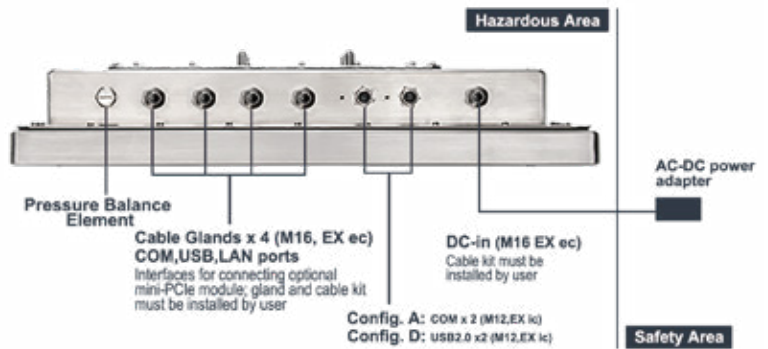 Hazardous Area
AC-DC power
adapter
Pressure Balance
Element
Cable Glands x 4 (M16, EX ec)
COM,USB,LAN ports
Interfaces for connecting optional
mini-PCIe module; gland and cable kit
must be installed by user
DC-in (M16 EX ec)
Cable kit must be
installed by user
Config. A: COM x 2 (M12,EX ic)
Config. D: USB2.0 x2 (M12,EX ic)
Safety Area